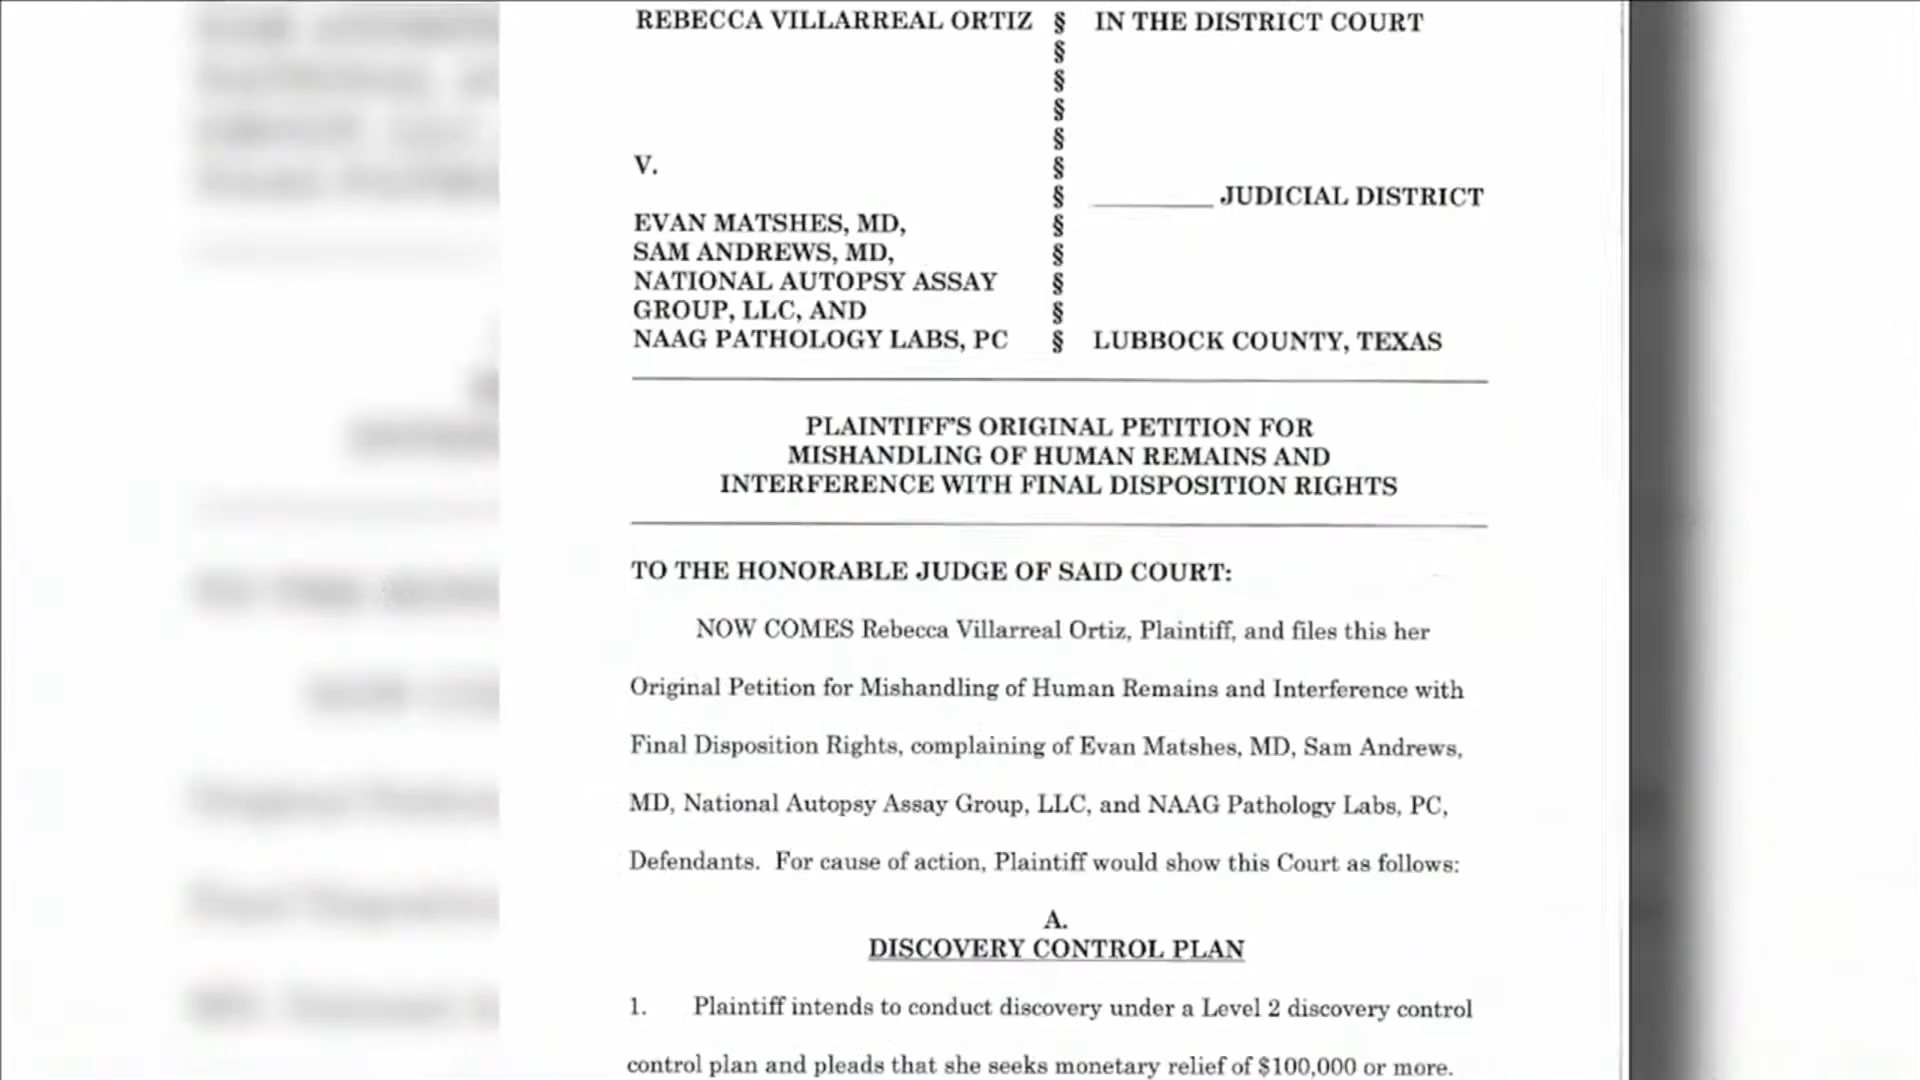 REBECCA VILLARREAL ORTIZ § IN THE DISTRICT COURT
§
§
§
§
V. §
§ ________ JUDICIAL DISTRICT
EVAN MATSHES, MD, §
SAM ANDREWS, MD, §
NATIONAL AUTOPSY ASSAY §
GROUP, LLC, AND §
NAAG PATHOLOGY LABS, PC § LUBBOCK COUNTY, TEXAS
PLAINTIFF'S ORIGINAL PETITION FOR
MISHANDLING OF HUMAN REMAINS AND
INTERFERENCE WITH FINAL DISPOSITION RIGHTS
TO THE HONORABLE JUDGE OF SAID COURT:
NOW COMES Rebecca Villarreal Ortiz, Plaintiff, and files this her
Original Petition for Mishandling of Human Remains and Interference with
Final Disposition Rights, complaining of Evan Matshes, MD, Sam Andrews,
MD, National Autopsy Assay Group, LLC, and NAAG Pathology Labs, PC,
Defendants. For cause of action, Plaintiff would show this Court as follows:
A.
DISCOVERY CONTROL PLAN
1. Plaintiff intends to conduct discovery under a Level 2 discovery control
control plan and pleads that she seeks monetary relief of $100,000 or more.